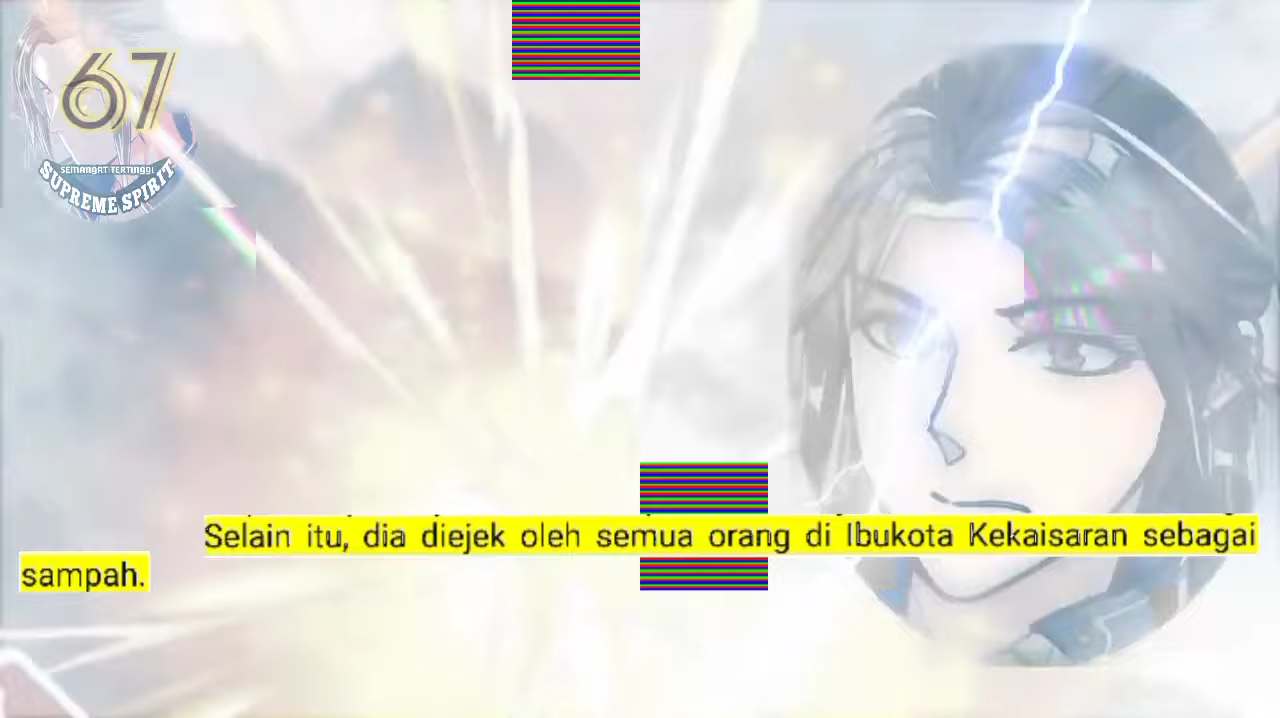 67
SEMANGAT TERTINGGI
SUPREME SPIRIT
Selain itu, dia diejek oleh semua orang di Ibukota Kekaisaran sebagai
sampah.